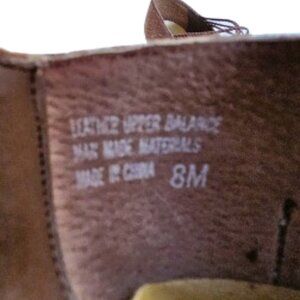 LEATHER UPPER BALANCE
MAN MADE MATERIALS
MADE IN CHINA 8M